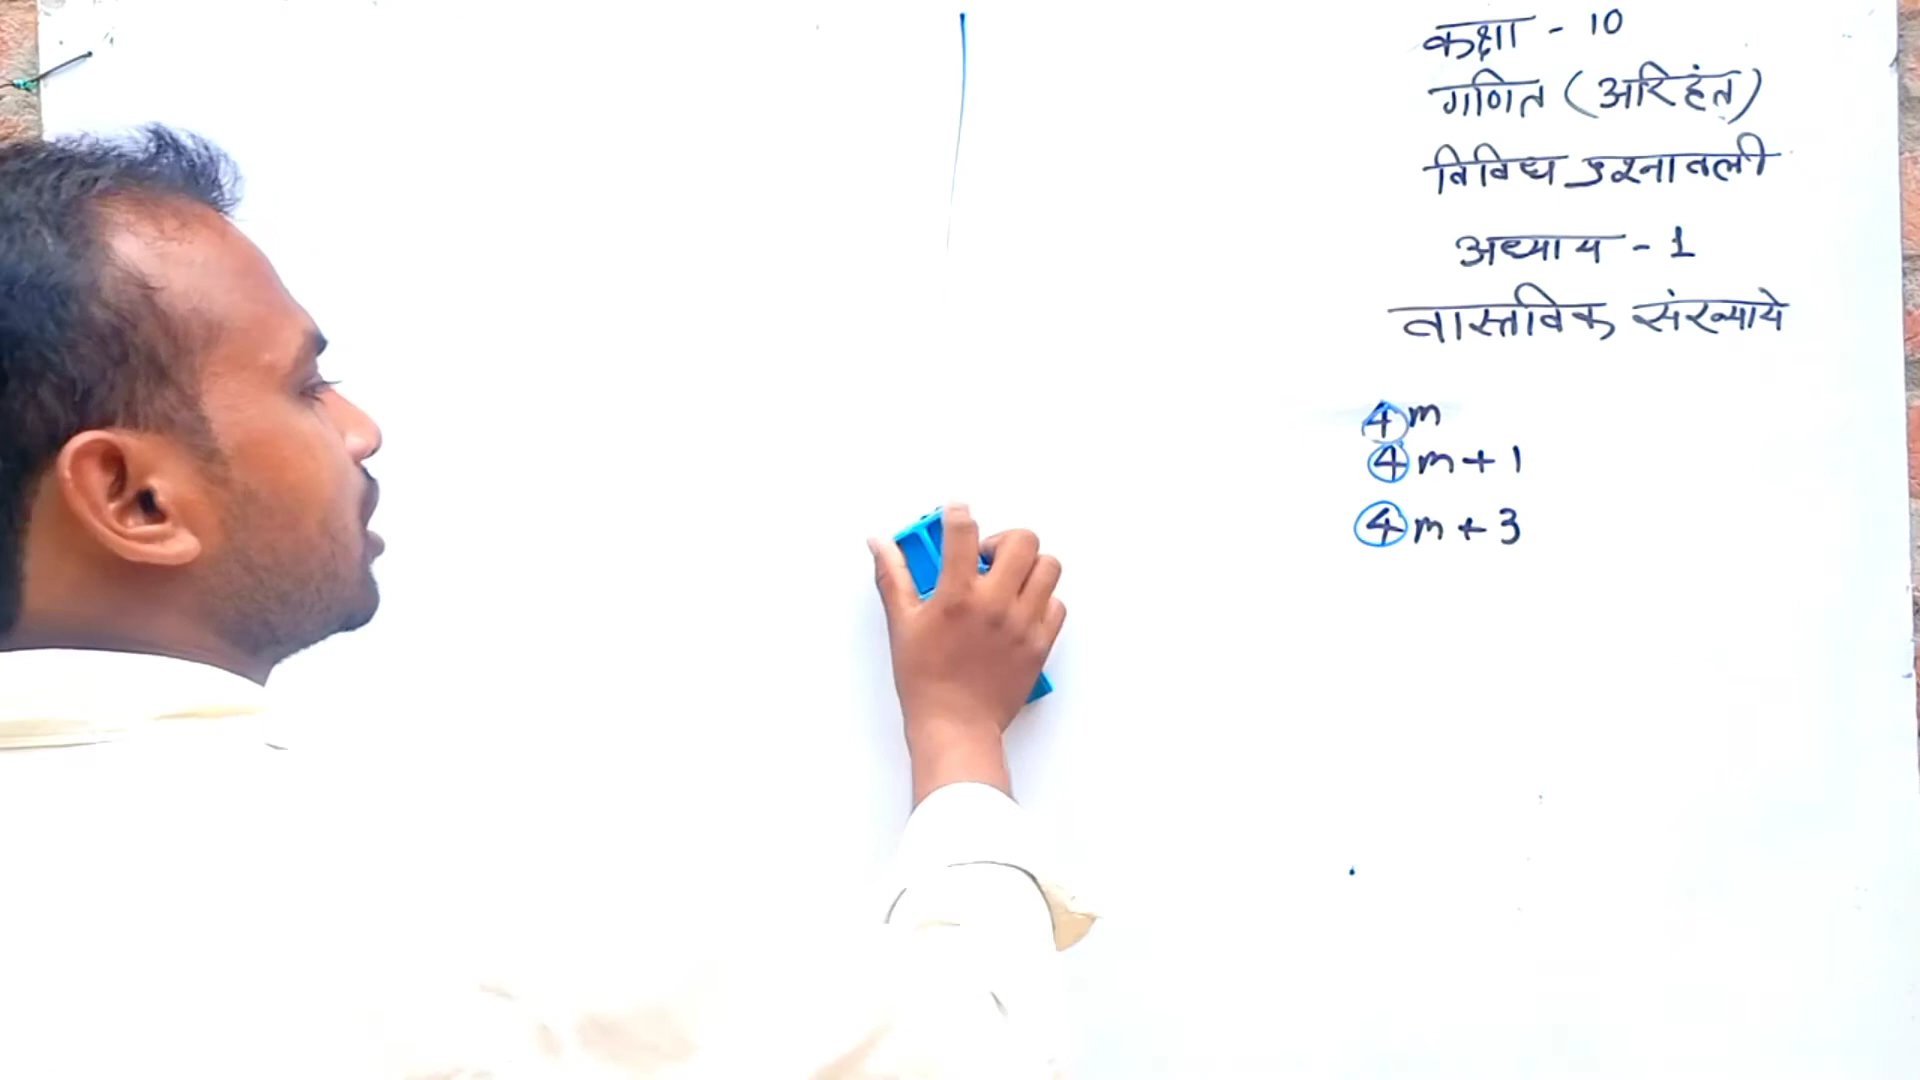 कक्षा - 10
गणित (अरिहंत)
विविध प्रश्नावली
अध्याय - 1
वास्तविक संख्याये
4m
4m + 1
4m + 3